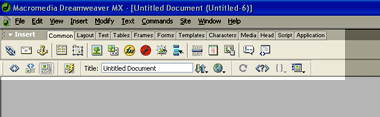 Macromedia Dreamweaver MX - [Untitled Document (Untitled-6)]
File Edit View Insert Modify Text Commands Site Window Help
Insert Common Layout Text Tables Frames Forms Templates Characters Media Head Script Application
Title: Untitled Document